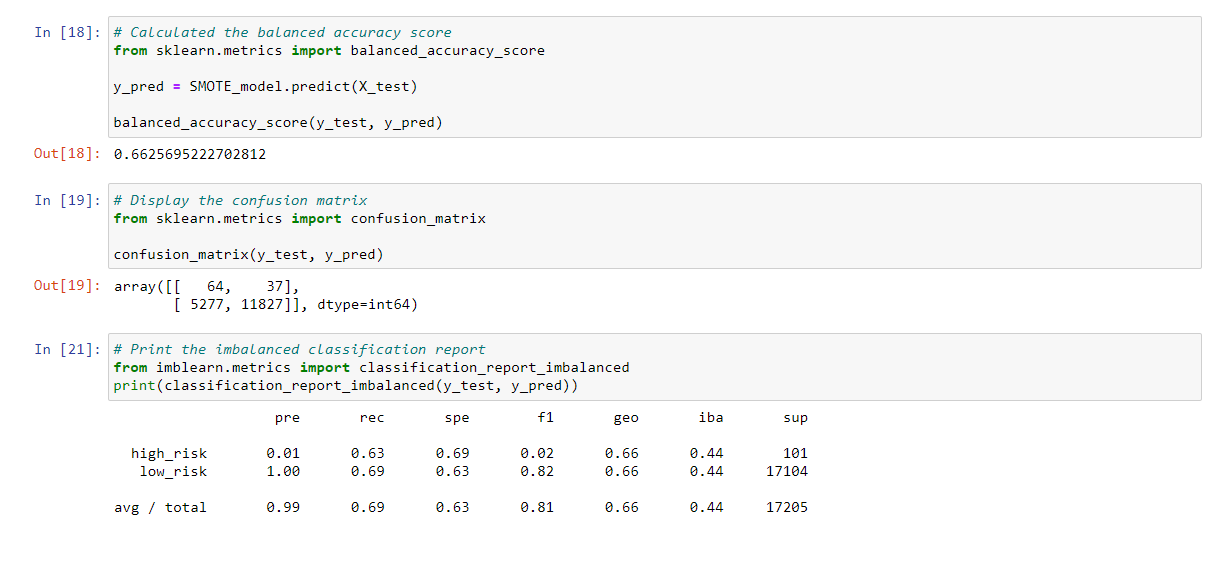 In [18]: # Calculated the balanced accuracy score
from sklearn.metrics import balanced_accuracy_score
y_pred = SMOTE_model.predict(X_test)
balanced_accuracy_score(y_test, y_pred)
Out[18]: 0.6625695222702812
In [19]: # Display the confusion matrix
from sklearn.metrics import confusion_matrix
confusion_matrix(y_test, y_pred)
Out[19]: array([[   64,    37],
       [ 5277, 11827]], dtype=int64)
In [21]: # Print the imbalanced classification report
from imblearn.metrics import classification_report_imbalanced
print(classification_report_imbalanced(y_test, y_pred))
pre rec spe f1 geo iba sup
high_risk 0.01 0.63 0.69 0.02 0.66 0.44 101
low_risk 1.00 0.69 0.63 0.82 0.66 0.44 17104
avg / total 0.99 0.69 0.63 0.81 0.66 0.44 17205